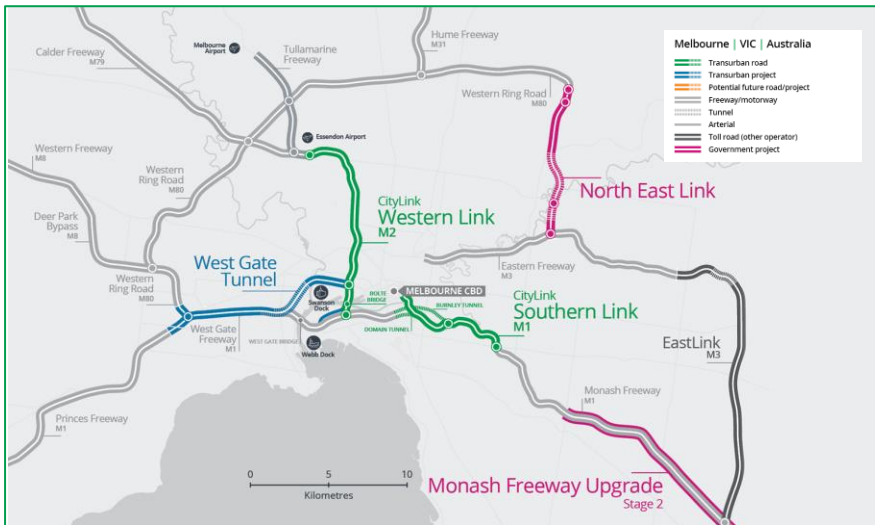 Melbourne | VIC | Australia
Transurban road
Transurban project
Potential future road/project
Freeway/motorway
Tunnel
Arterial
Toll road (other operator)
Government project
Calder Freeway
M79
Melbourne
Airport
Tullamarine
Freeway
Hume Freeway
M31
Western Ring Road
M80
Essendon Airport
Western Freeway
M8
Western
Ring Road
M80
Deer Park
Bypass
M8
CityLink
Western Link
M2
North East Link
Western
Ring Road
M80
West Gate
Tunnel
Swanson
Dock
BOLTE
BRIDGE
MELBOURNE CBD
BURNLEY TUNNEL
DOMAIN TUNNEL
Eastern Freeway
M3
CityLink
Southern Link
M1
West Gate
Freeway
M1
WEST GATE BRIDGE
Webb Dock
EastLink
M3
Monash Freeway
M1
Princes Freeway
M1
0 5 10
Kilometres
Monash Freeway Upgrade
Stage 2